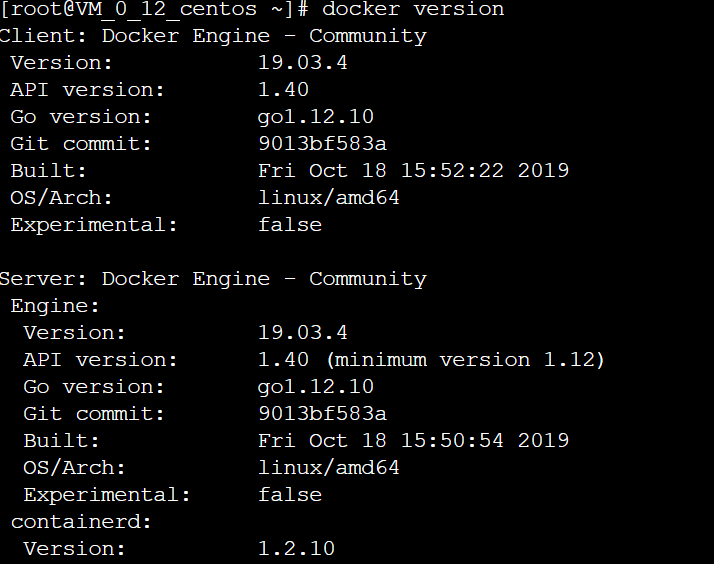 [root@VM_0_12_centos ~]# docker version
Client: Docker Engine - Community
Version: 19.03.4
API version: 1.40
Go version: go1.12.10
Git commit: 9013bf583a
Built: Fri Oct 18 15:52:22 2019
OS/Arch: linux/amd64
Experimental: false
Server: Docker Engine - Community
Engine:
Version: 19.03.4
API version: 1.40 (minimum version 1.12)
Go version: go1.12.10
Git commit: 9013bf583a
Built: Fri Oct 18 15:50:54 2019
OS/Arch: linux/amd64
Experimental: false
containerd:
Version: 1.2.10